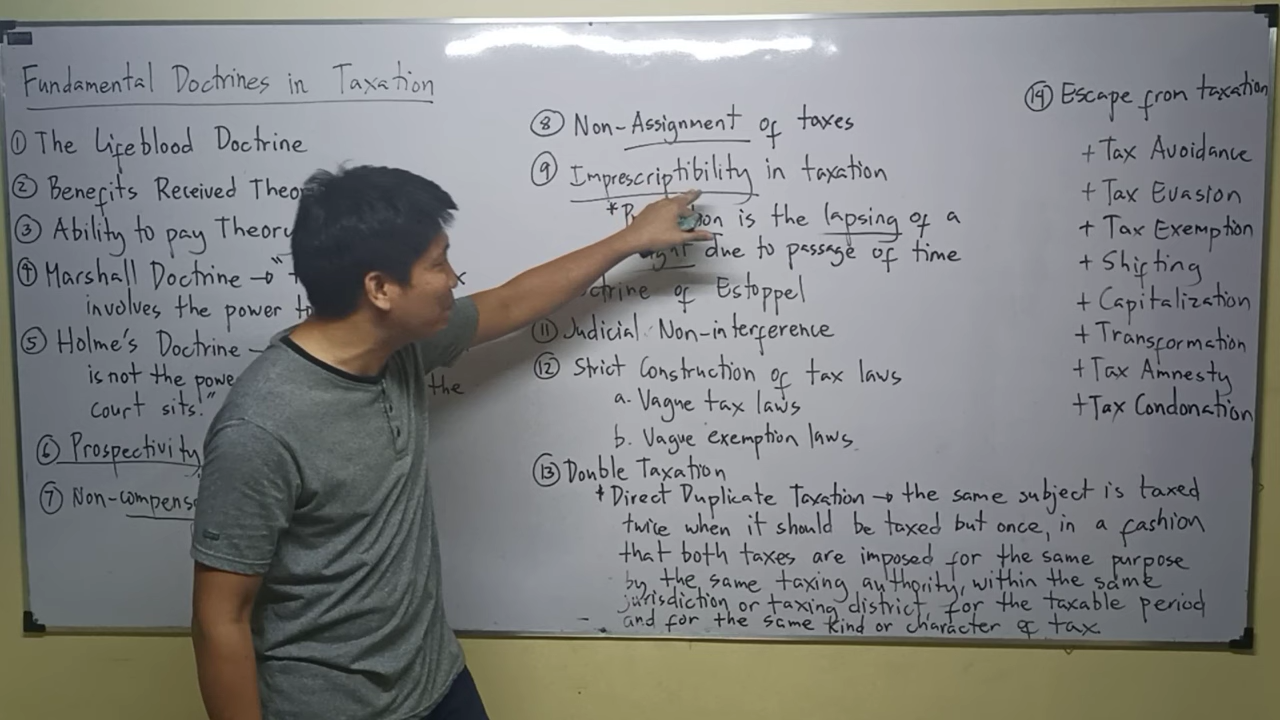 Fundamental Doctrines in Taxation
① The Lifeblood Doctrine
② Benefits Received
③ Ability to pay Theory
④ Marshall Doctrine → "
involves the power
⑤ Holme's Doctrine –
is not the the
court sits."
⑥ Prospectivity
⑦
⑧ Non-Assignment of taxes
⑨ Imprescriptibility in taxation
* is the lapsing of a
due to passage of time
of Estoppel
⑪ Judicial Non-interference
⑫ Strict Construction of tax laws
a. Vague tax laws
b. Vague exemption laws
⑬ Double Taxation
* Direct Duplicate Taxation → the same subject is taxed
twice when it should be taxed but once, in a fashion
that both taxes are imposed for the same purpose
by the same taxing authority, within the same
jurisdiction or taxing district, for the taxable period
and for the same kind or character of tax
⑭ Escape from taxation
+ Tax Avoidance
+ Tax Evasion
+ Tax Exemption
+ Shifting
+ Capitalization
+ Transformation
+ Tax Amnesty
+ Tax Condonation